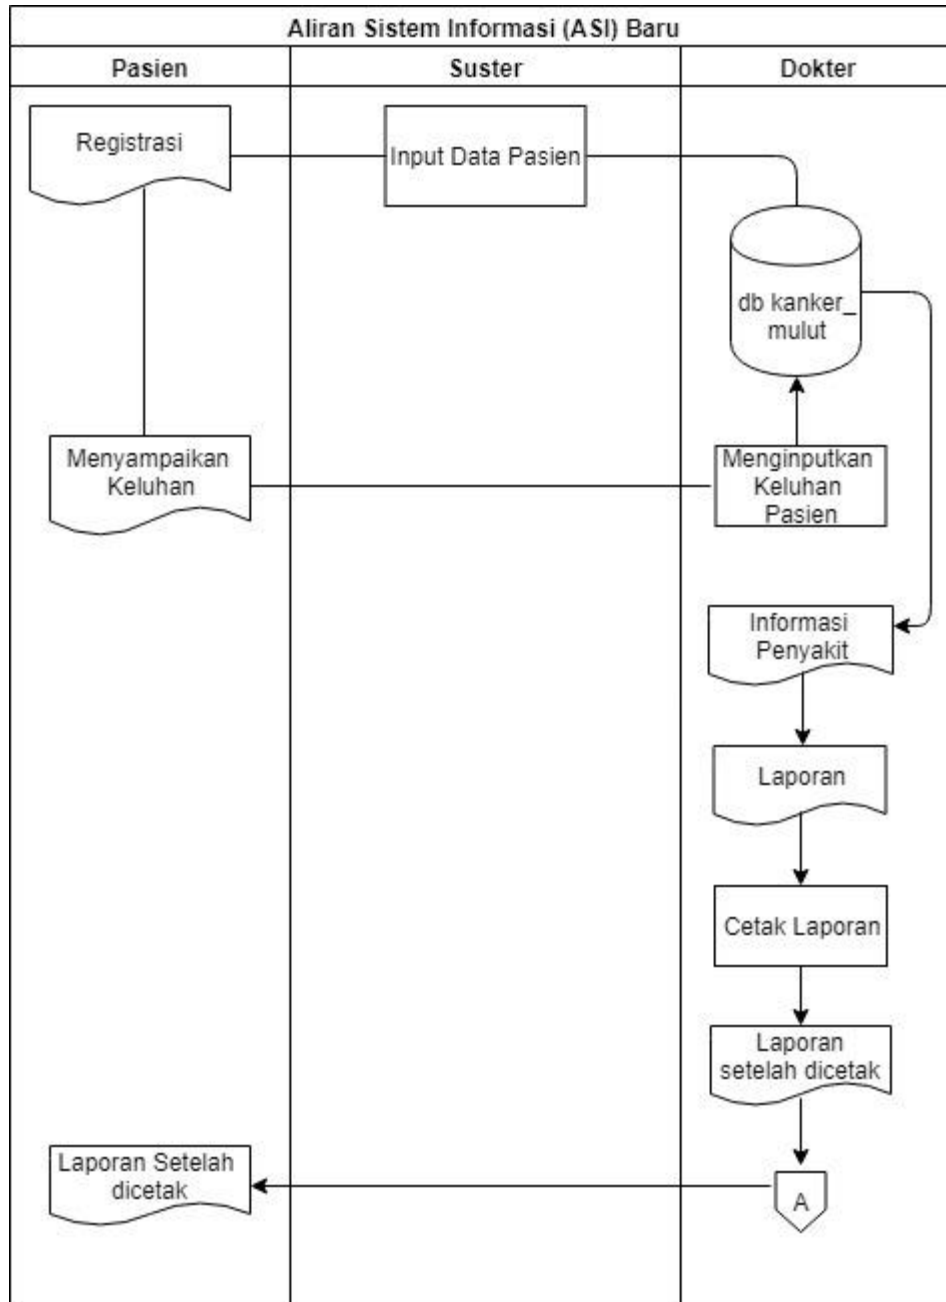 Aliran Sistem Informasi (ASI) Baru
Pasien
Suster
Dokter
Registrasi
Input Data Pasien
db kanker_
mulut
Menyampaikan
Keluhan
Menginputkan
Keluhan
Pasien
Informasi
Penyakit
Laporan
Cetak Laporan
Laporan
setelah dicetak
Laporan Setelah
dicetak
A